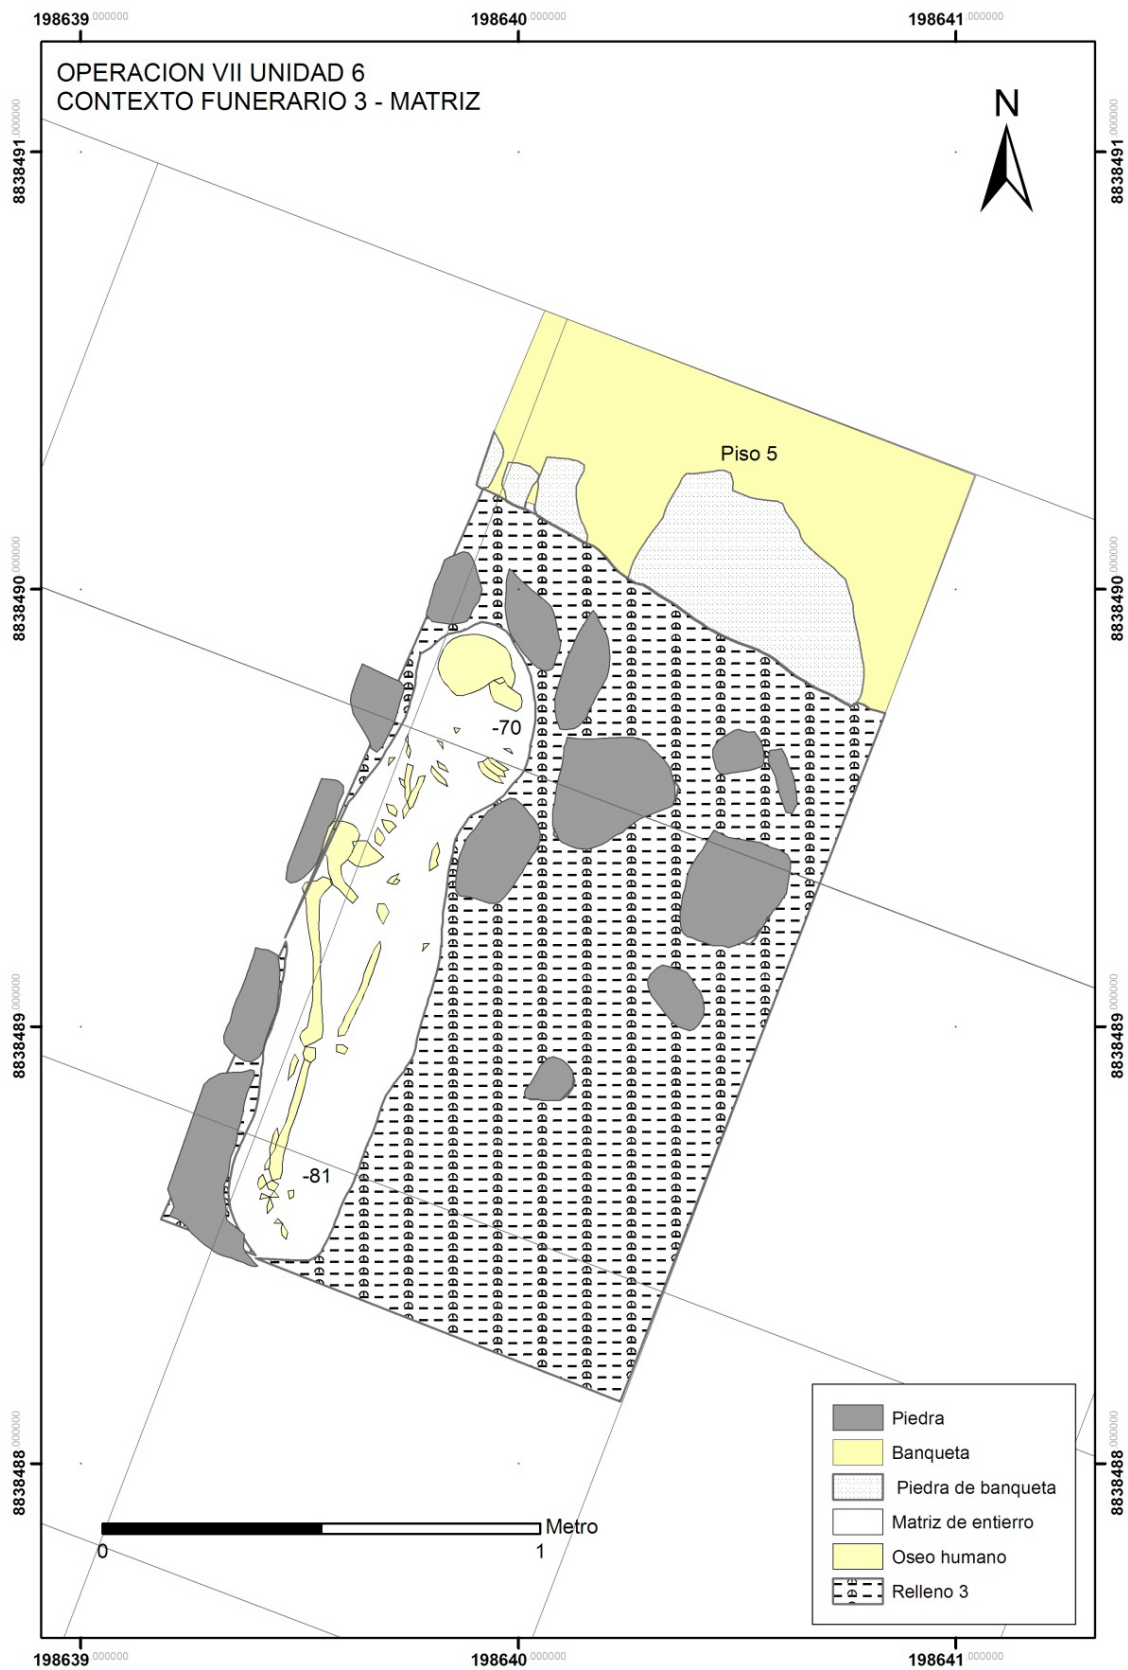 198639.000000 198640.000000 198641.000000
OPERACION VII UNIDAD 6
CONTEXTO FUNERARIO 3 - MATRIZ
N
8838491.000000 8838491.000000
Piso 5
8838490.000000 8838490.000000
-70
8838489.000000 8838489.000000
-81
Piedra
Banqueta
Piedra de banqueta
Matriz de entierro
Oseo humano
Relleno 3
8838488.000000 8838488.000000
Metro
0 1
198639.000000 198640.000000 198641.000000